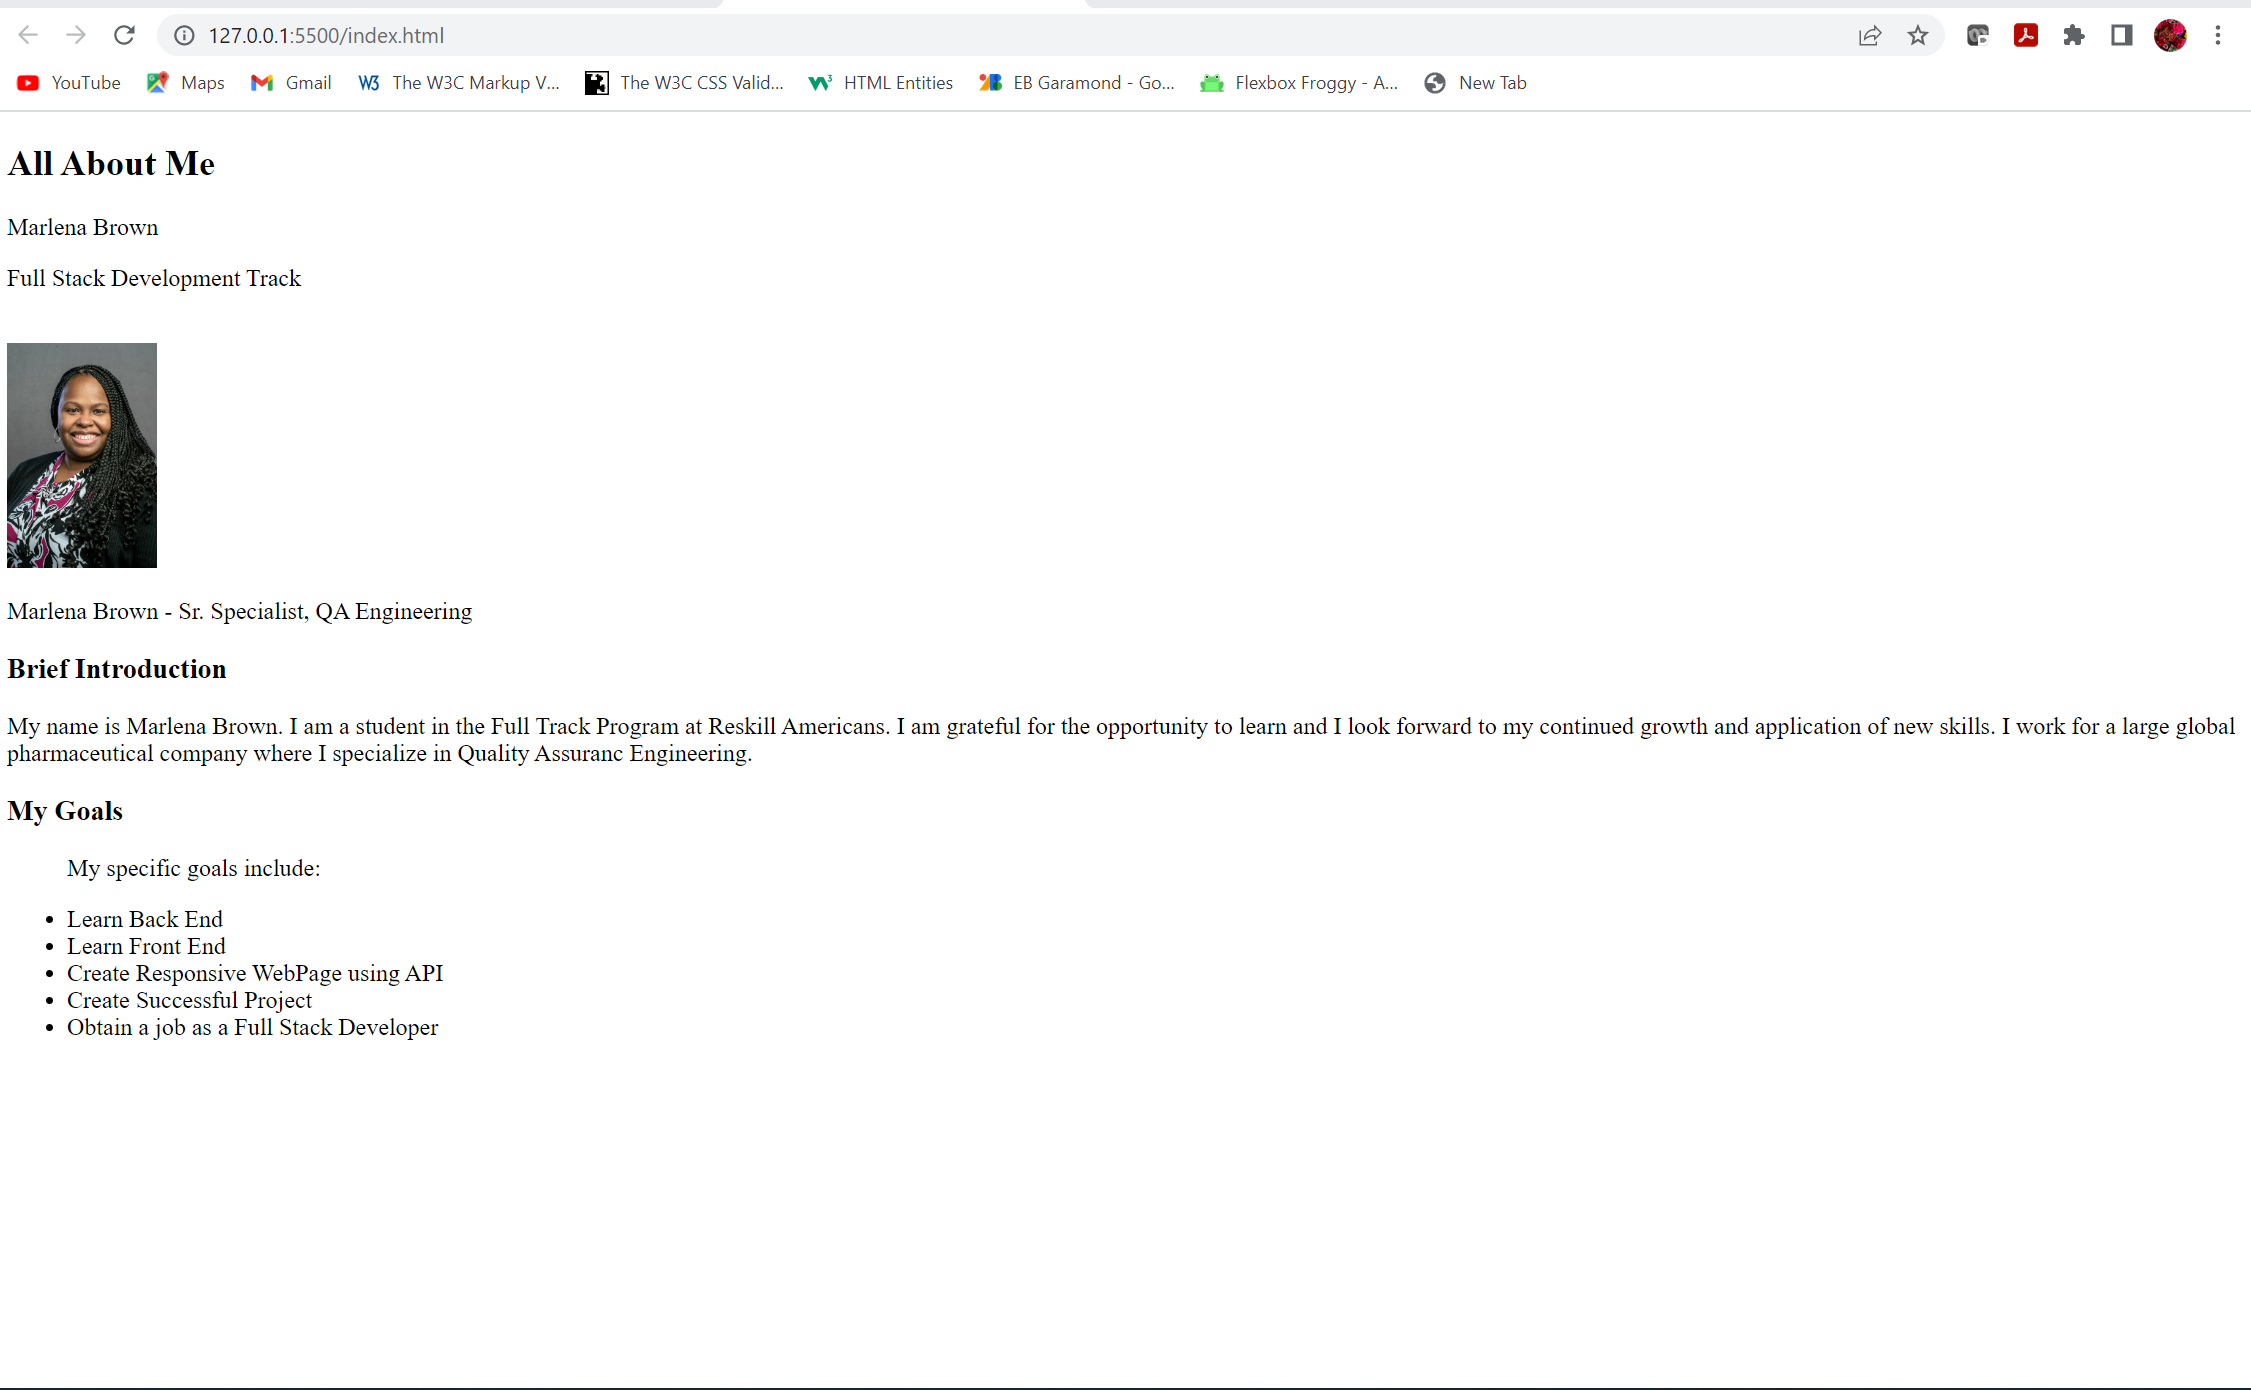 127.0.0.1:5500/index.html
YouTube Maps Gmail The W3C Markup V... The W3C CSS Valid... HTML Entities EB Garamond - Go... Flexbox Froggy - A... New Tab
All About Me
Marlena Brown
Full Stack Development Track
Marlena Brown - Sr. Specialist, QA Engineering
Brief Introduction
My name is Marlena Brown. I am a student in the Full Track Program at Reskill Americans. I am grateful for the opportunity to learn and I look forward to my continued growth and application of new skills. I work for a large global
pharmaceutical company where I specialize in Quality Assuranc Engineering.
My Goals
My specific goals include:
• Learn Back End
• Learn Front End
• Create Responsive WebPage using API
• Create Successful Project
• Obtain a job as a Full Stack Developer